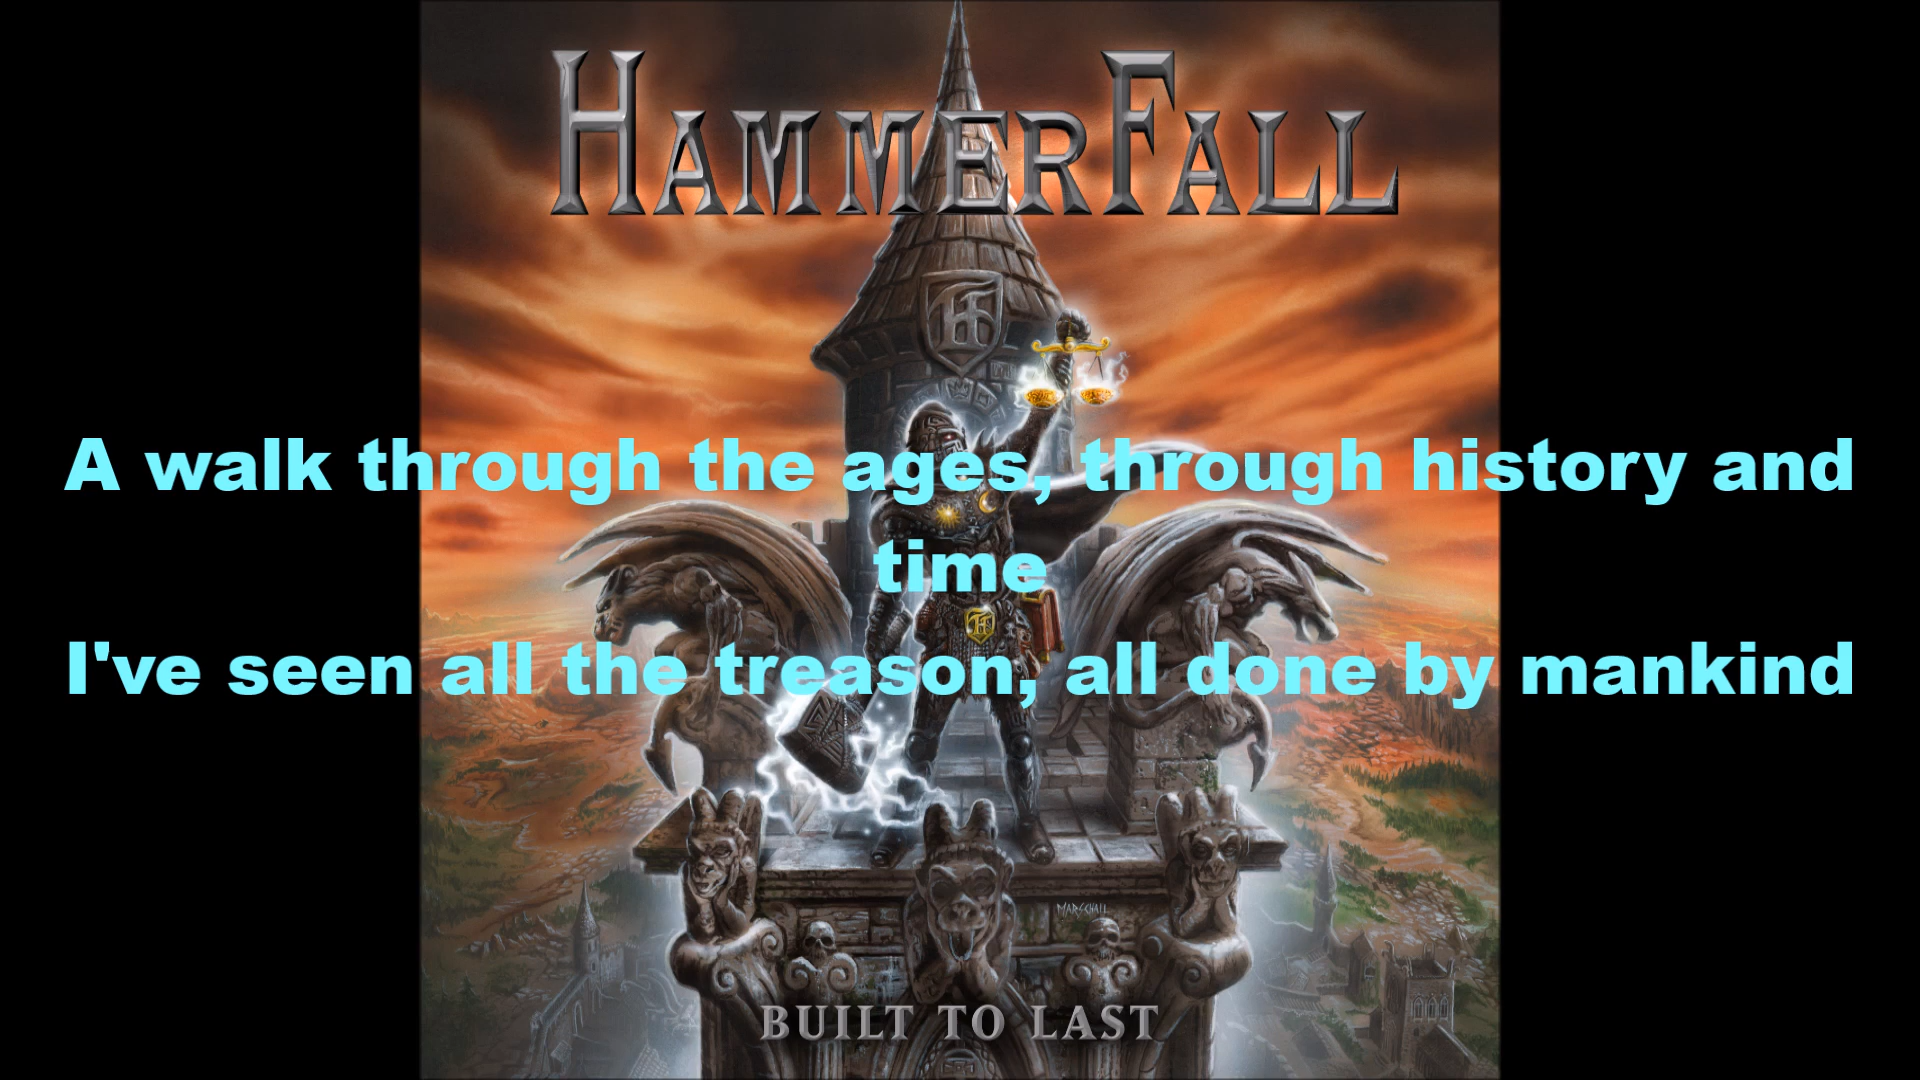 HAMMERFALL
A walk through the ages, through history and
time
I've seen all the treason, all done by mankind
MARSCHALL
BUILT TO LAST